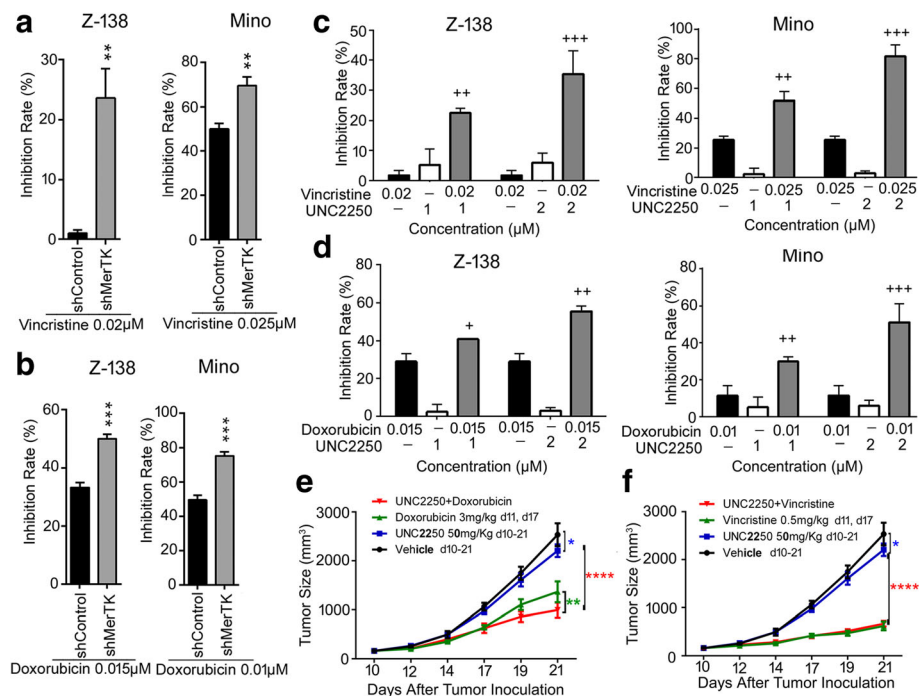 a
Z-138
Mino
Inhibition Rate (%)
30
20
10
0
**
shControl
shMerTK
Vincristine 0.02µM
Inhibition Rate (%)
80
60
40
20
0
**
shControl
shMerTK
Vincristine 0.025µM
b
Z-138
Mino
Inhibition Rate (%)
60
40
20
0
***
shControl
shMerTK
Doxorubicin 0.015µM
Inhibition Rate (%)
100
80
60
40
20
0
***
shControl
shMerTK
Doxorubicin 0.01µM
c
Z-138
Inhibition Rate (%)
50
40
30
20
10
0
++
+++
Vincristine 0.02 – 0.02 0.02 – 0.02
UNC2250 – 1 1 – 2 2
Concentration (µM)
Mino
Inhibition Rate (%)
100
80
60
40
20
0
++
+++
Vincristine 0.025 – 0.025 0.025 – 0.025
UNC2250 – 1 1 – 2 2
Concentration (µM)
d
Z-138
Inhibition Rate (%)
80
60
40
20
0
+
++
Doxorubicin 0.015 – 0.015 0.015 – 0.015
UNC2250 – 1 1 – 2 2
Concentration (µM)
Mino
Inhibition Rate (%)
80
60
40
20
0
++
+++
Doxorubicin 0.01 – 0.01 0.01 – 0.01
UNC2250 – 1 1 – 2 2
Concentration (µM)
e
UNC2250+Doxorubicin
Doxorubicin 3mg/kg d11, d17
UNC2250 50mg/Kg d10-21
Vehicle d10-21
Tumor Size (mm³)
3000
2000
1000
0
*
**
****
10 12 14 17 19 21
Days After Tumor Inoculation
f
UNC2250+Vincristine
Vincristine 0.5mg/Kg d11, d17
UNC2250 50mg/Kg d10-21
Vehicle d10-21
Tumor Size (mm³)
3000
2000
1000
0
*
****
10 12 14 17 19 21
Days After Tumor Inoculation